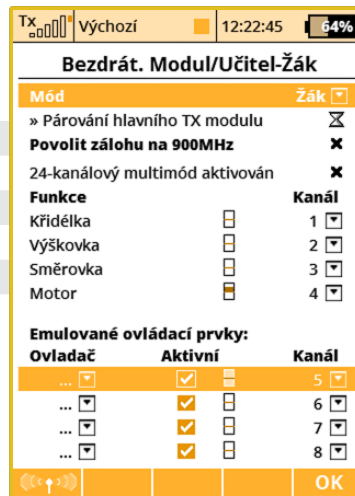 Tx Výchozí 12:22:45 64%
Bezdrát. Modul/Učitel-Žák
Mód Žák
» Párování hlavního TX modulu
Povolit zálohu na 900MHz
24-kanálový multimód aktivován
Funkce Kanál
Křidélka 1
Výškovka 2
Směrovka 3
Motor 4
Emulované ovládací prvky:
Ovladač Aktivní Kanál
... 5
... 6
... 7
... 8
OK